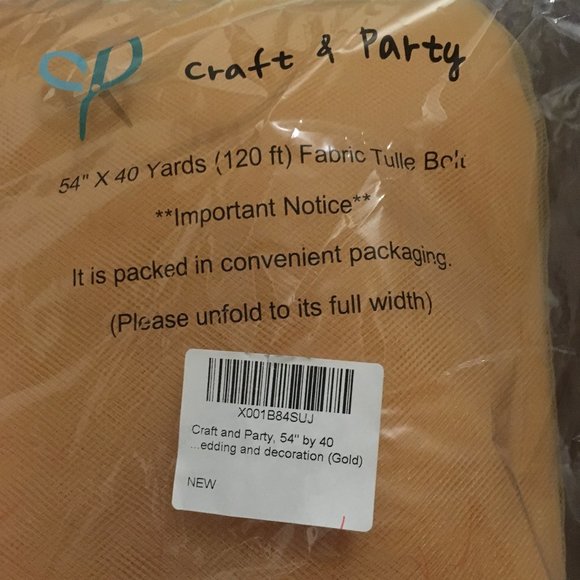 Craft & Party
54" X 40 Yards (120 ft) Fabric Tulle Bolt
**Important Notice**
It is packed in convenient packaging.
(Please unfold to its full width)
X001B84SUJ
Craft and Party, 54" by 40
...edding and decoration (Gold)
NEW